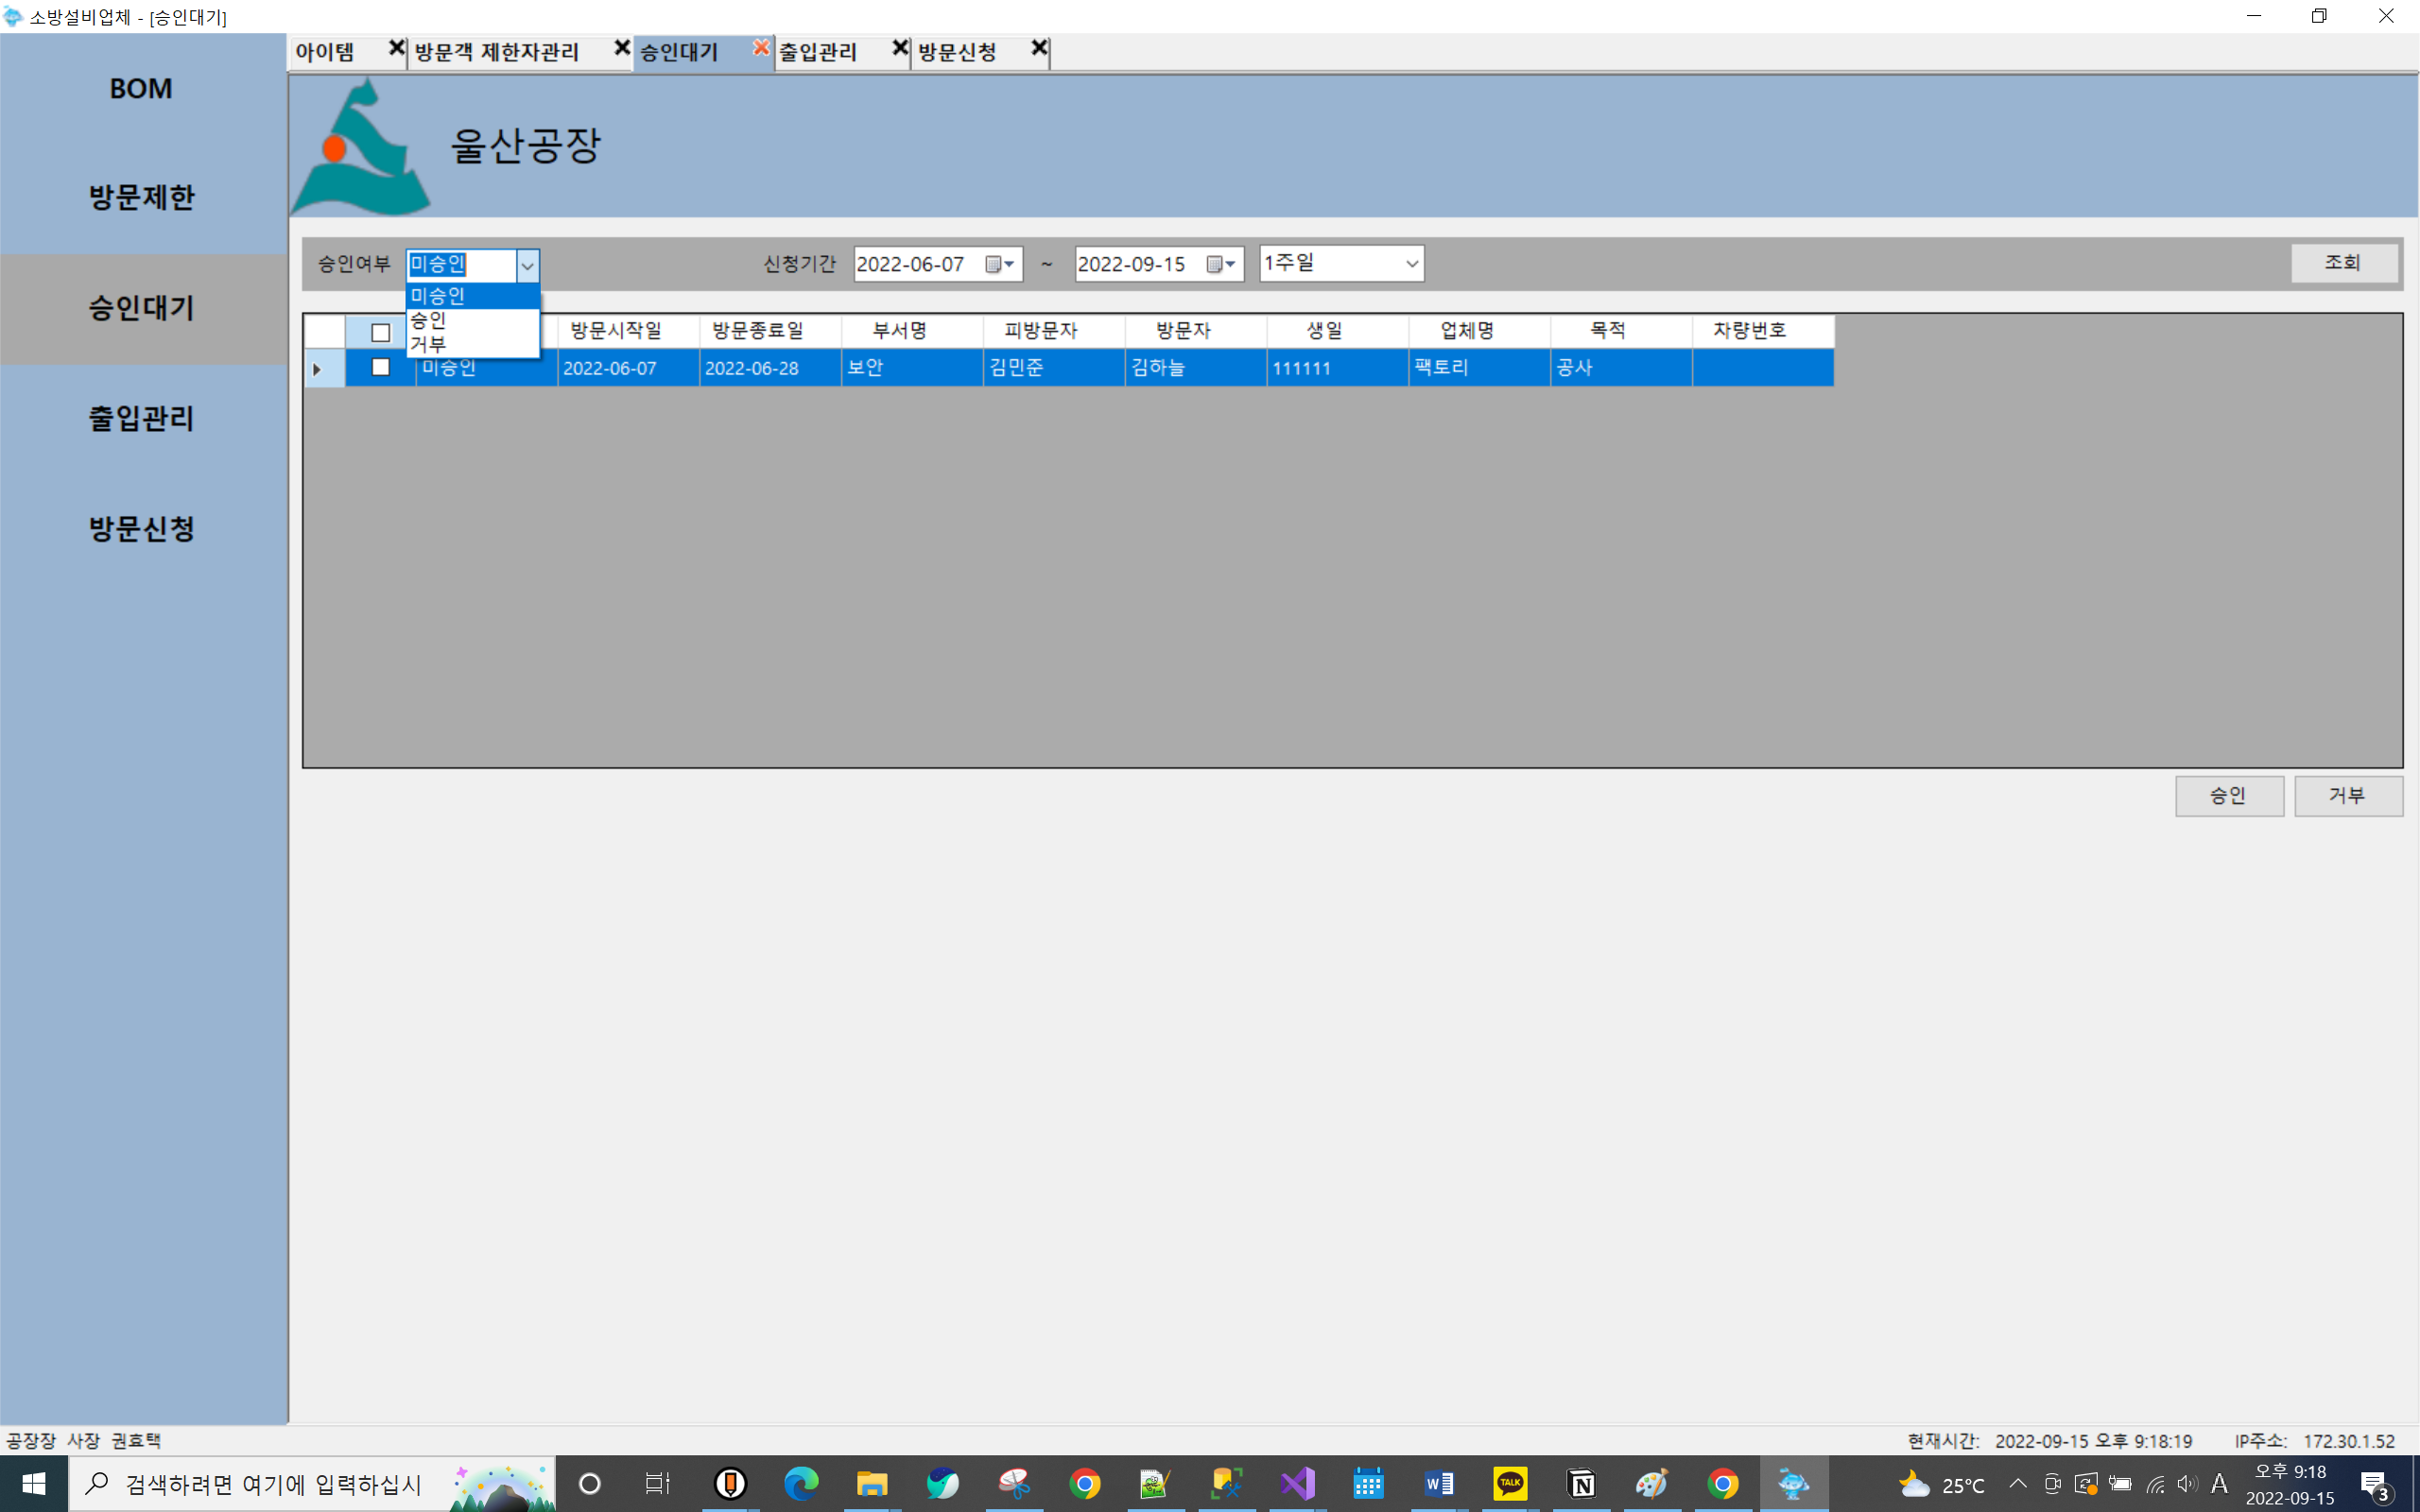 소방설비업체 - [승인대기]
아이템 방문객 제한자관리 승인대기 출입관리 방문신청
BOM
방문제한
승인대기
출입관리
방문신청
울산공장
승인여부 미승인 신청기간 2022-06-07 ~ 2022-09-15 1주일 조회
미승인
승인
거부
방문시작일 방문종료일 부서명 피방문자 방문자 생일 업체명 목적 차량번호
미승인 2022-06-07 2022-06-28 보안 김민준 김하늘 111111 팩토리 공사
승인 거부
공장장 사장 권효택 현재시간: 2022-09-15 오후 9:18:19 IP주소: 172.30.1.52
검색하려면 여기에 입력하십시 TALK 25°C A 오후 9:18
2022-09-15 3